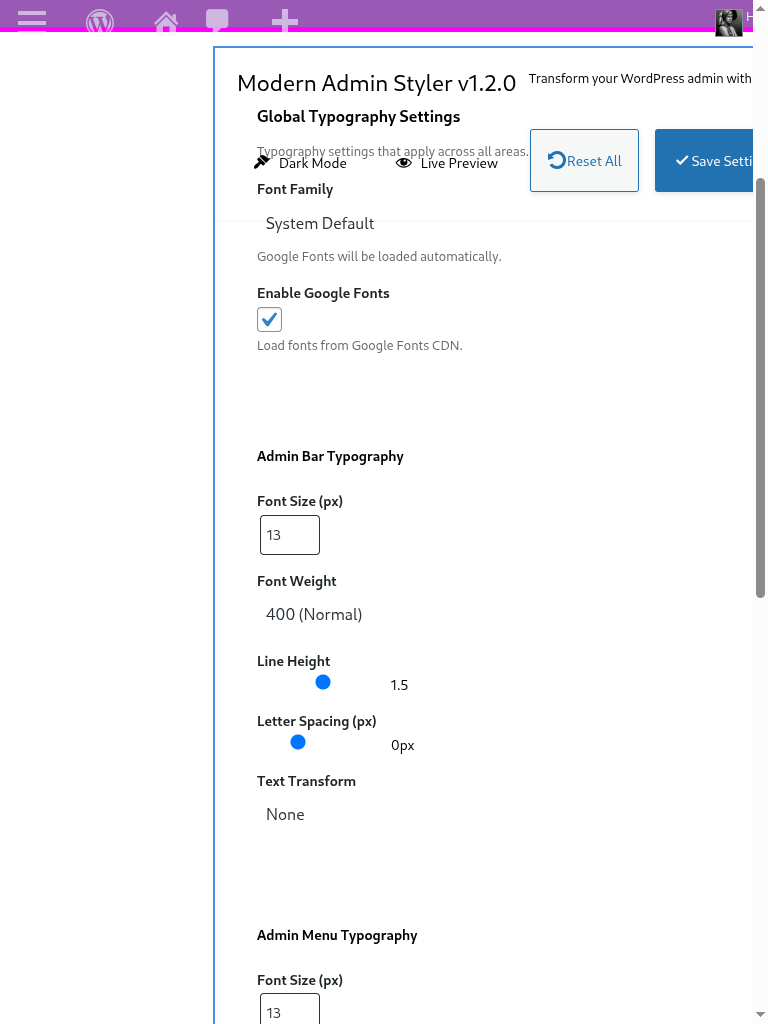 H
Modern Admin Styler v1.2.0
Transform your WordPress admin with
Global Typography Settings
Typography settings that apply across all areas.
Dark Mode
Live Preview
Reset All
Save Setti
Font Family
System Default
Google Fonts will be loaded automatically.
Enable Google Fonts
Load fonts from Google Fonts CDN.
Admin Bar Typography
Font Size (px)
13
Font Weight
400 (Normal)
Line Height
1.5
Letter Spacing (px)
0px
Text Transform
None
Admin Menu Typography
Font Size (px)
13